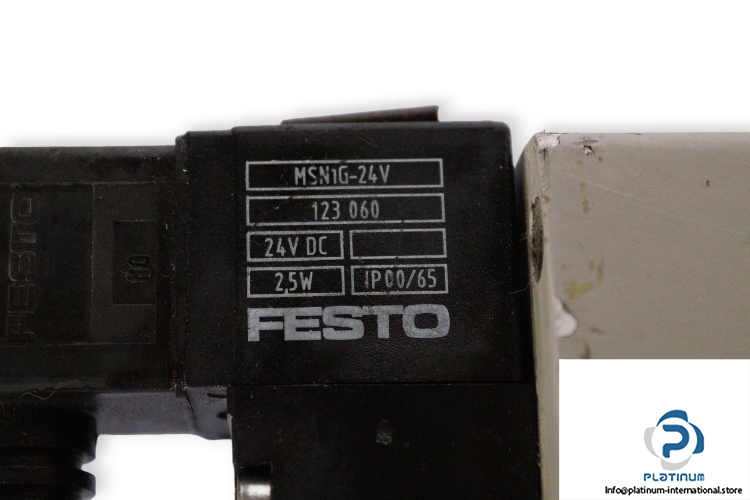 MSN1G-24V
123 060
24V DC
2,5W IP00/65
FESTO
FESTO
PLATINUM
Info@platinum-international.store